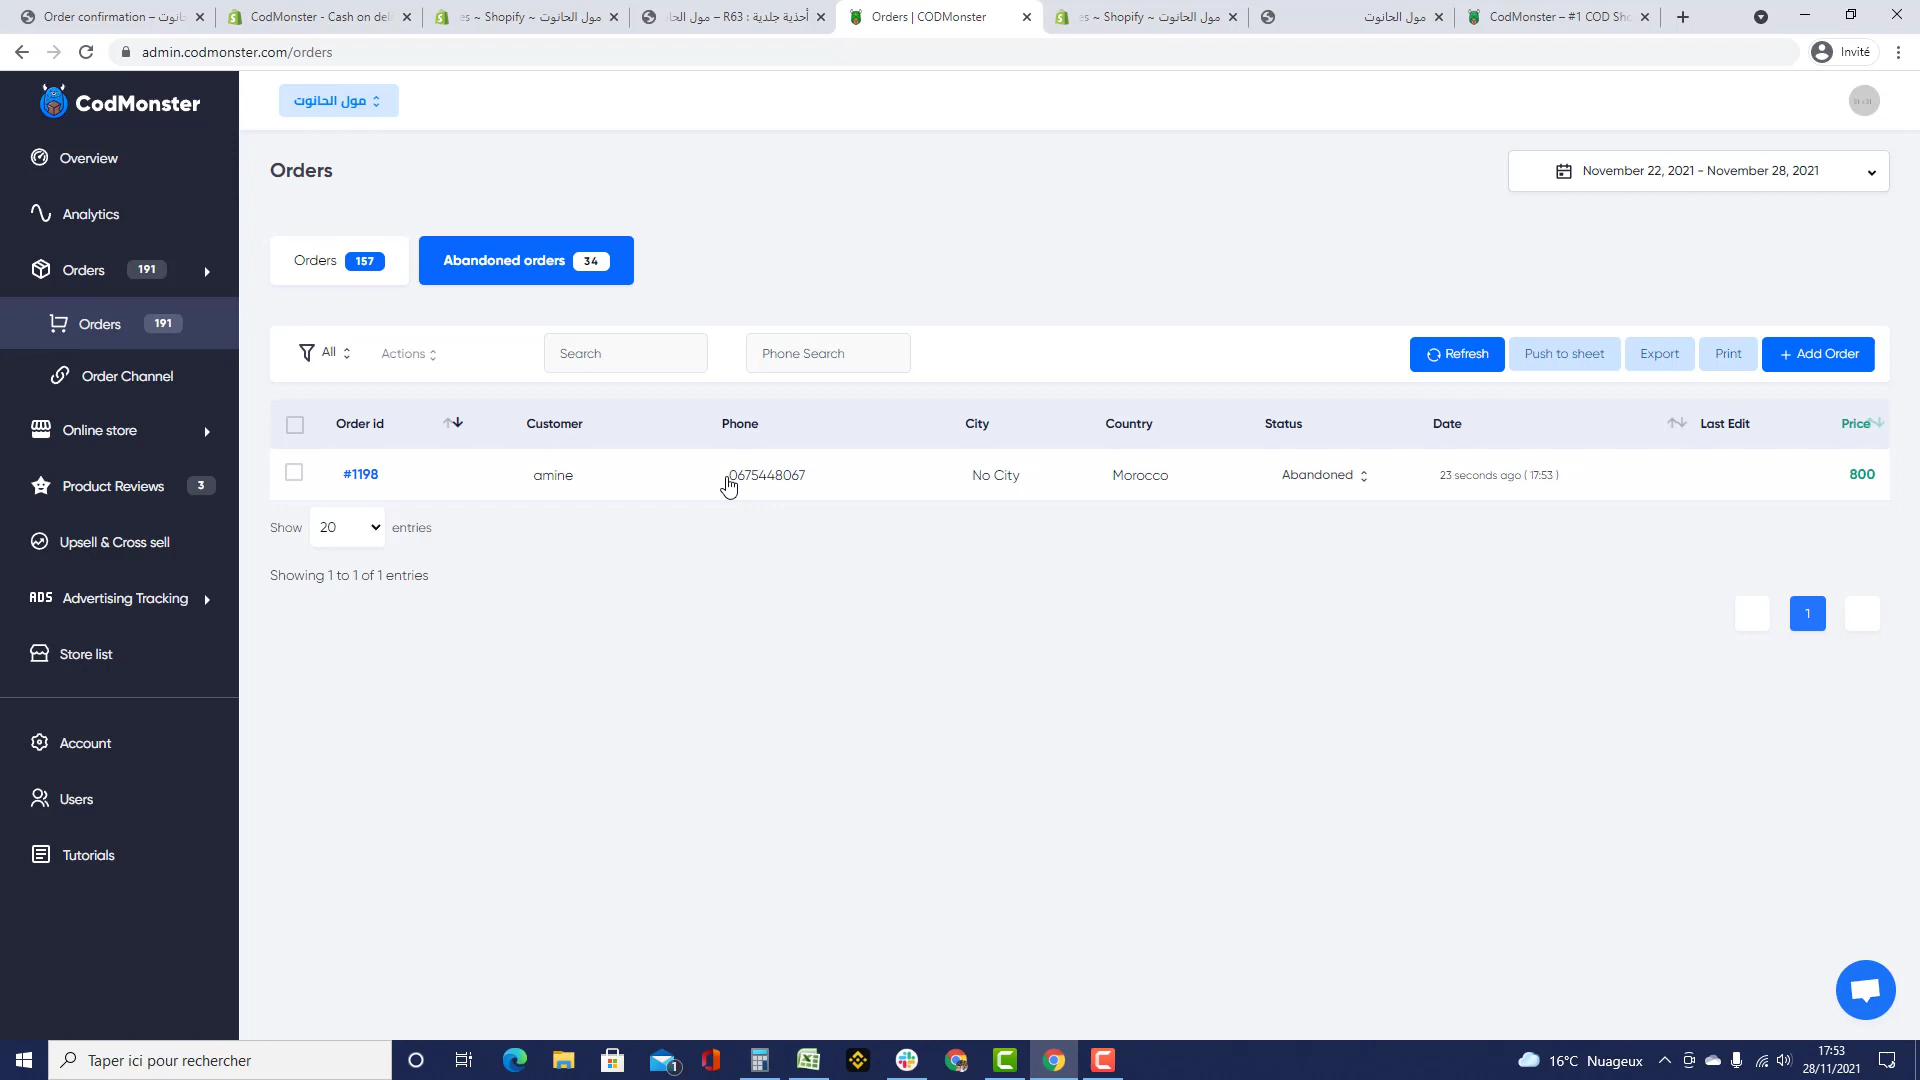 Order confirmation – مول الحانوت
CodMonster - Cash on deli
es ~ Shopify ~ مول الحانوت
أحذية جلدية : R63 – مول الحا
Orders | CODMonster
es ~ Shopify ~ مول الحانوت
مول الحانوت
CodMonster – #1 COD Sho
admin.codmonster.com/orders
Invité
CodMonster
مول الحانوت
Overview
Orders
November 22, 2021 - November 28, 2021
Analytics
Orders 157
Abandoned orders 34
Orders 191
Orders 191
All
Actions
Search
Phone Search
Refresh
Push to sheet
Export
Print
+ Add Order
Order Channel
Order id
Customer
Phone
City
Country
Status
Date
Last Edit
Price
Online store
#1198
amine
0675448067
No City
Morocco
Abandoned
23 seconds ago ( 17:53 )
800
Product Reviews 3
Show 20 entries
Upsell & Cross sell
Showing 1 to 1 of 1 entries
ADS Advertising Tracking
1
Store list
Account
Users
Tutorials
Taper ici pour rechercher
1
16°C Nuageux
17:53
28/11/2021